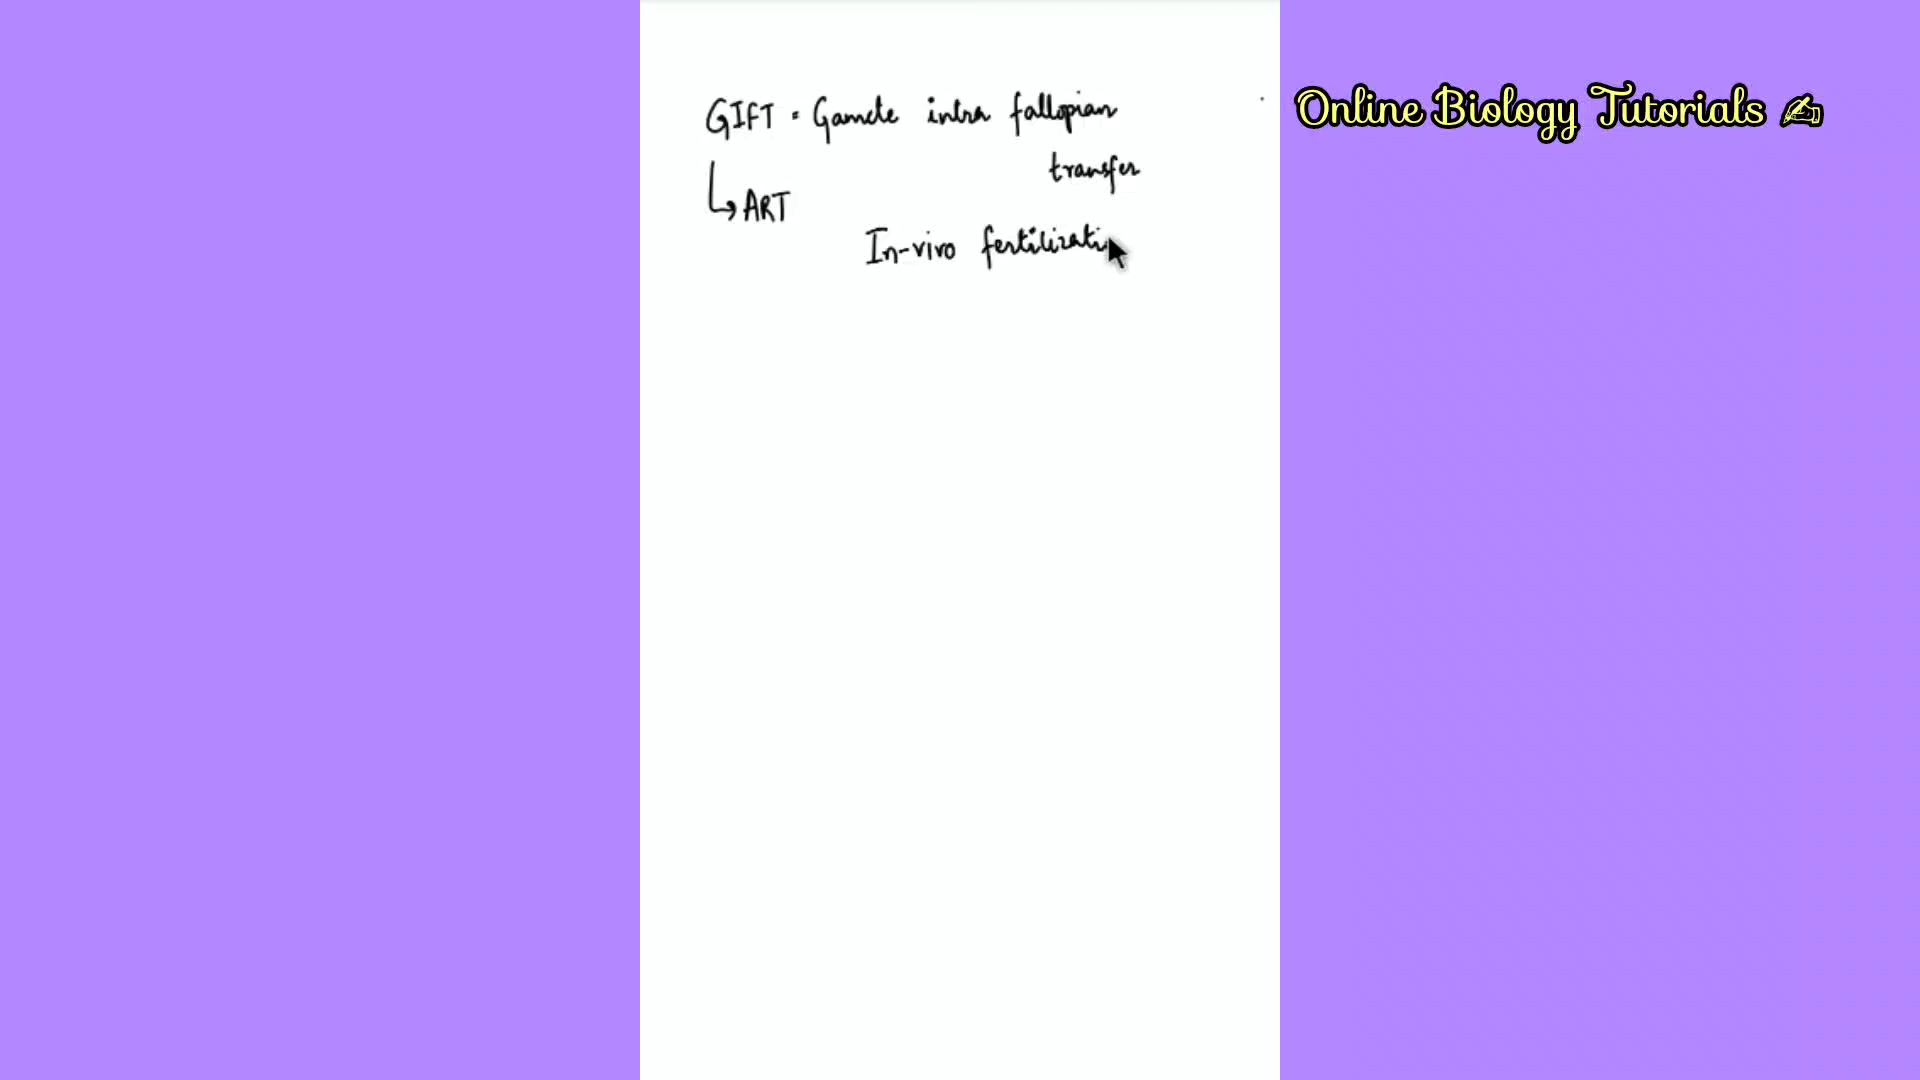 GIFT = Gamete intra fallopian
transfer
↳ ART
In-vivo fertilizati
Online Biology Tutorials ✍